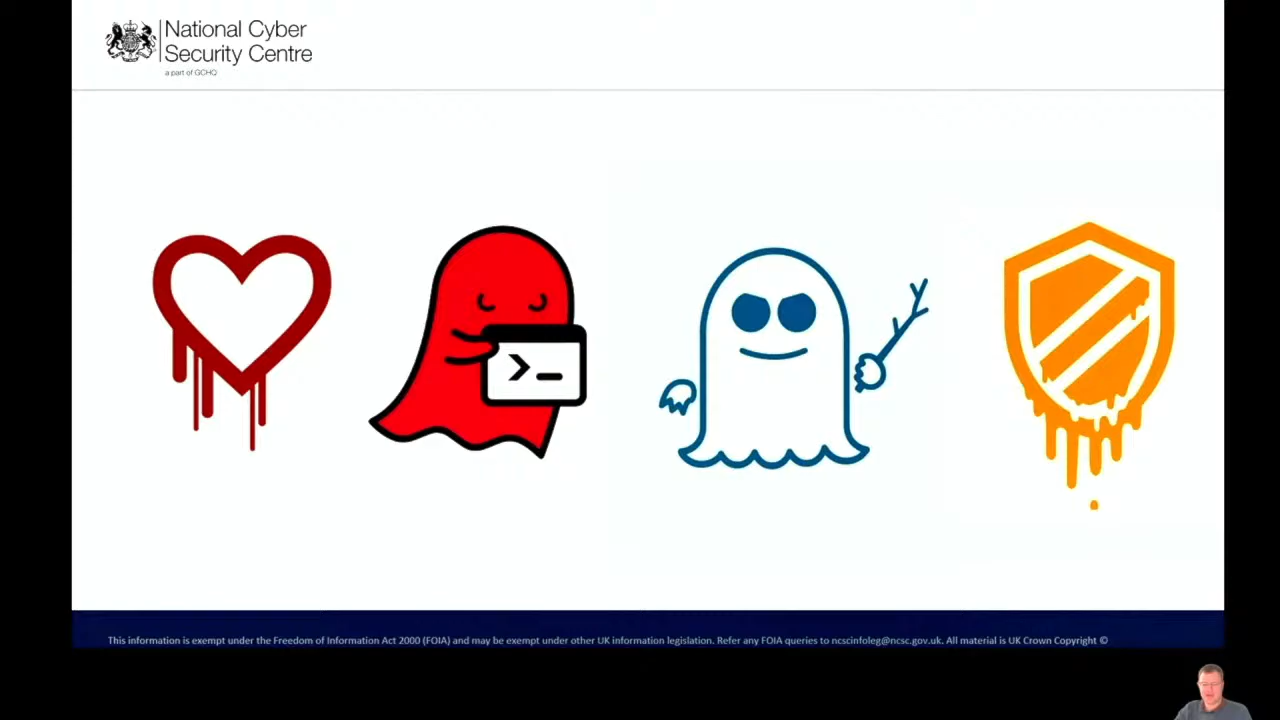 National Cyber
Security Centre
a part of GCHQ
>_
This information is exempt under the Freedom of Information Act 2000 (FOIA) and may be exempt under other UK information legislation. Refer any FOIA queries to ncscinfoleg@ncsc.gov.uk. All material is UK Crown Copyright ©